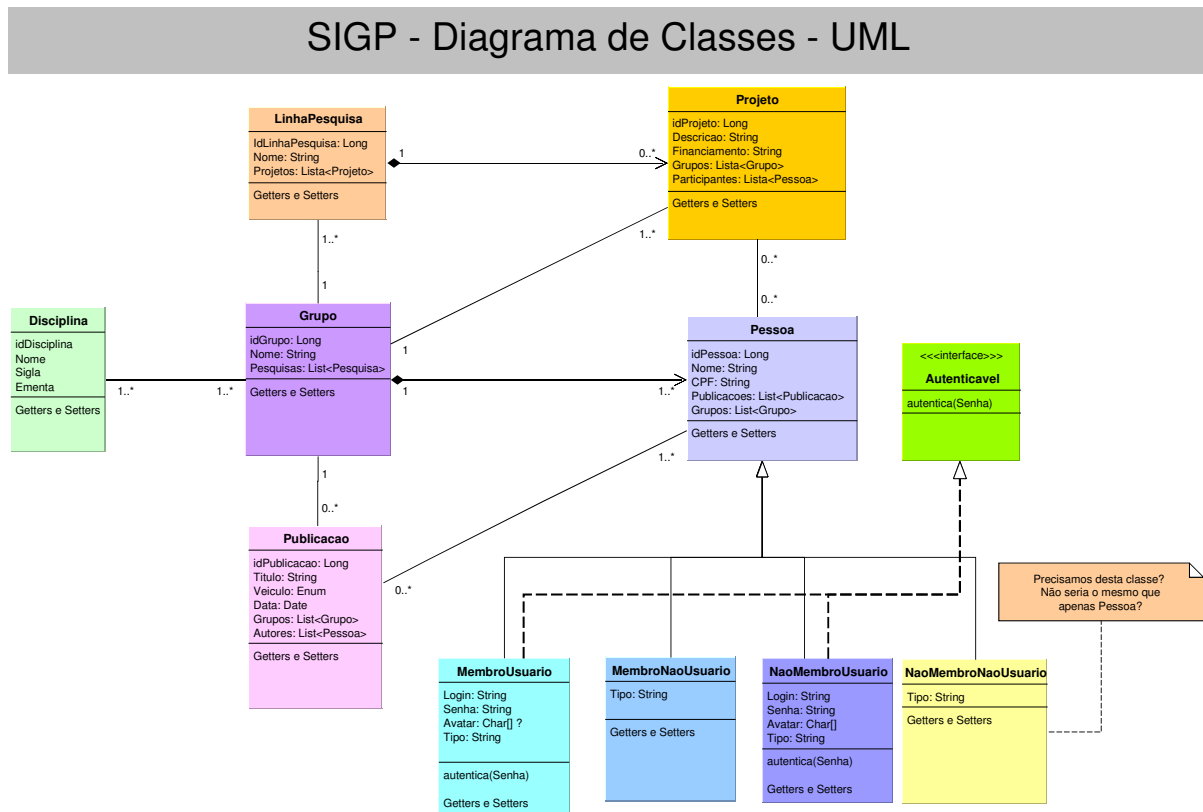 SIGP - Diagrama de Classes - UML
LinhaPesquisa
IdLinhaPesquisa: Long
Nome: String
Projetos: Lista<Projeto>
Getters e Setters
1
0..*
Projeto
idProjeto: Long
Descricao: String
Financiamento: String
Grupos: Lista<Grupo>
Participantes: Lista<Pessoa>
Getters e Setters
1..*
1
1..*
1
0..*
0..*
Disciplina
idDisciplina
Nome
Sigla
Ementa
Getters e Setters
1..*
1..*
Grupo
idGrupo: Long
Nome: String
Pesquisas: List<Pesquisa>
Getters e Setters
1
1..*
Pessoa
idPessoa: Long
Nome: String
CPF: String
Publicacoes: List<Publicacao>
Grupos: List<Grupo>
Getters e Setters
<<<interface>>>
Autenticavel
autentica(Senha)
1
0..*
1..*
0..*
Publicacao
idPublicacao: Long
Titulo: String
Veiculo: Enum
Data: Date
Grupos: List<Grupo>
Autores: List<Pessoa>
Getters e Setters
Precisamos desta classe?
Não seria o mesmo que
apenas Pessoa?
MembroUsuario
Login: String
Senha: String
Avatar: Char[] ?
Tipo: String
autentica(Senha)
Getters e Setters
MembroNaoUsuario
Tipo: String
Getters e Setters
NaoMembroUsuario
Login: String
Senha: String
Avatar: Char[]
Tipo: String
autentica(Senha)
Getters e Setters
NaoMembroNaoUsuario
Tipo: String
Getters e Setters